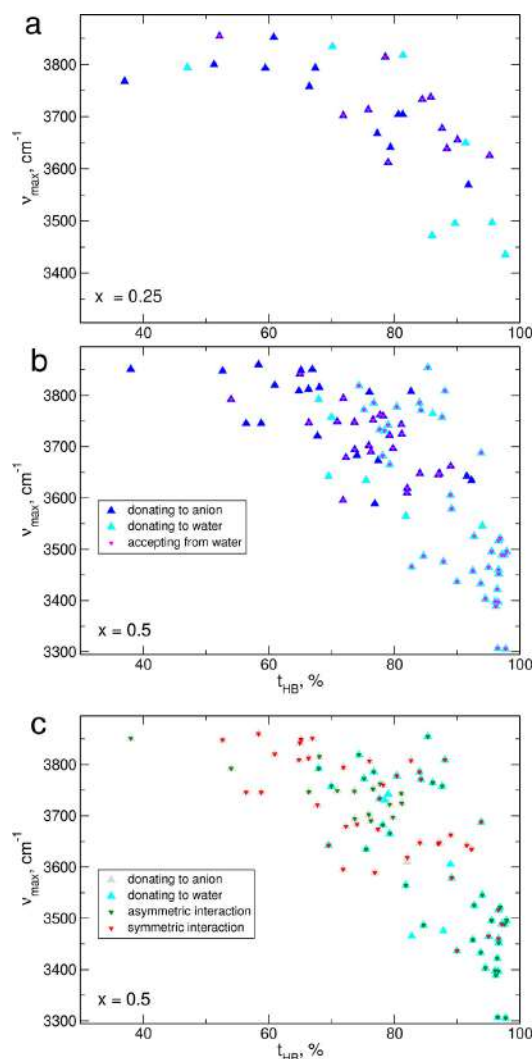 a
ν_max, cm⁻¹
3800
3700
3600
3500
3400
x = 0.25
40 60 80 100
b
ν_max, cm⁻¹
3800
3700
3600
3500
3400
3300
donating to anion
donating to water
accepting from water
x = 0.5
40 60 80 100
t_HB, %
c
ν_max, cm⁻¹
3800
3700
3600
3500
3400
3300
donating to anion
donating to water
asymmetric interaction
symmetric interaction
x = 0.5
40 60 80 100
t_HB, %